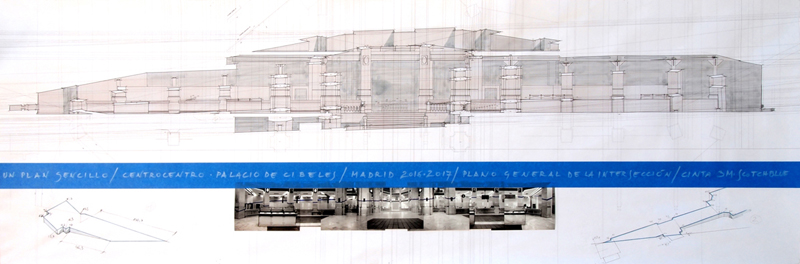 UN PLAN SENCILLO / CENTROCENTRO · PALACIO DE CIBELES / MADRID 2016-2017 / PLANO GENERAL DE LA INTERSECCIÓN / CINTA 3M SCOTCHBLUE